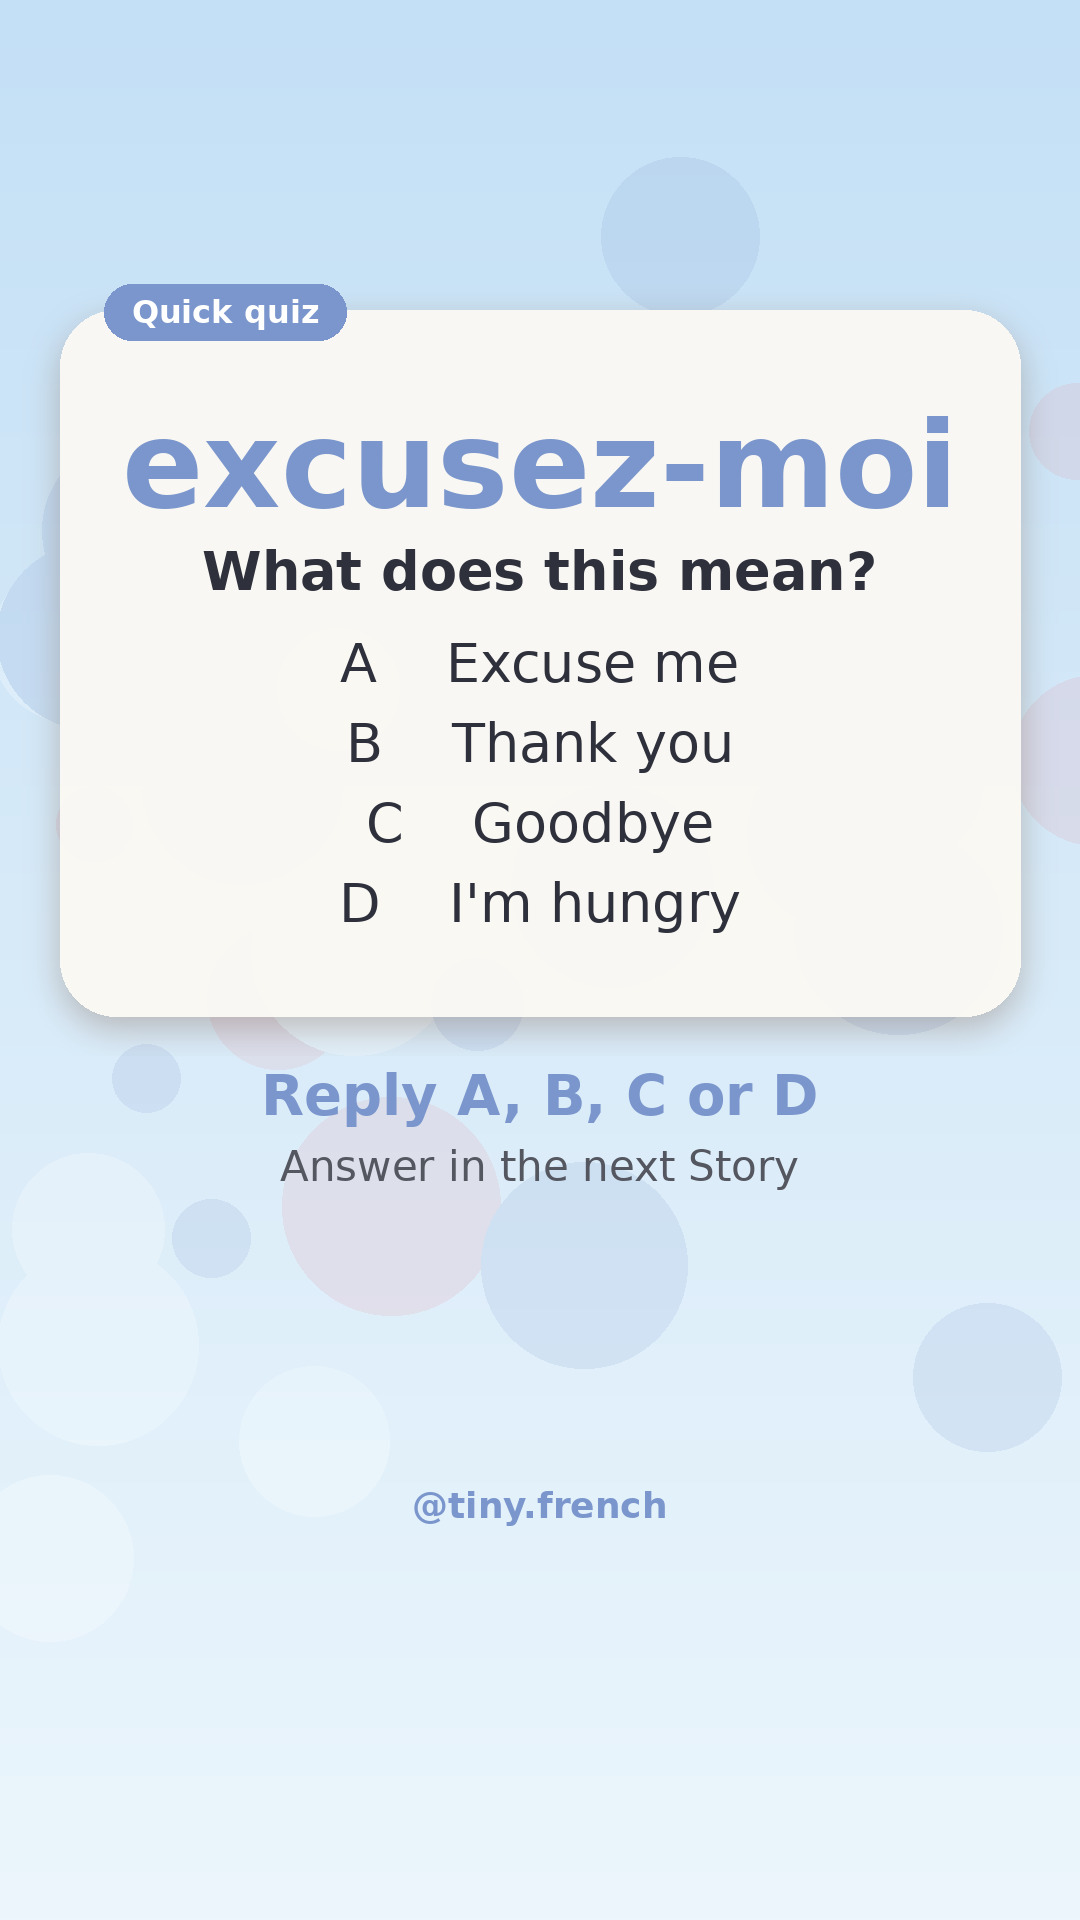 Quick quiz
excusez-moi
What does this mean?
A Excuse me
B Thank you
C Goodbye
D I'm hungry
Reply A, B, C or D
Answer in the next Story
@tiny.french